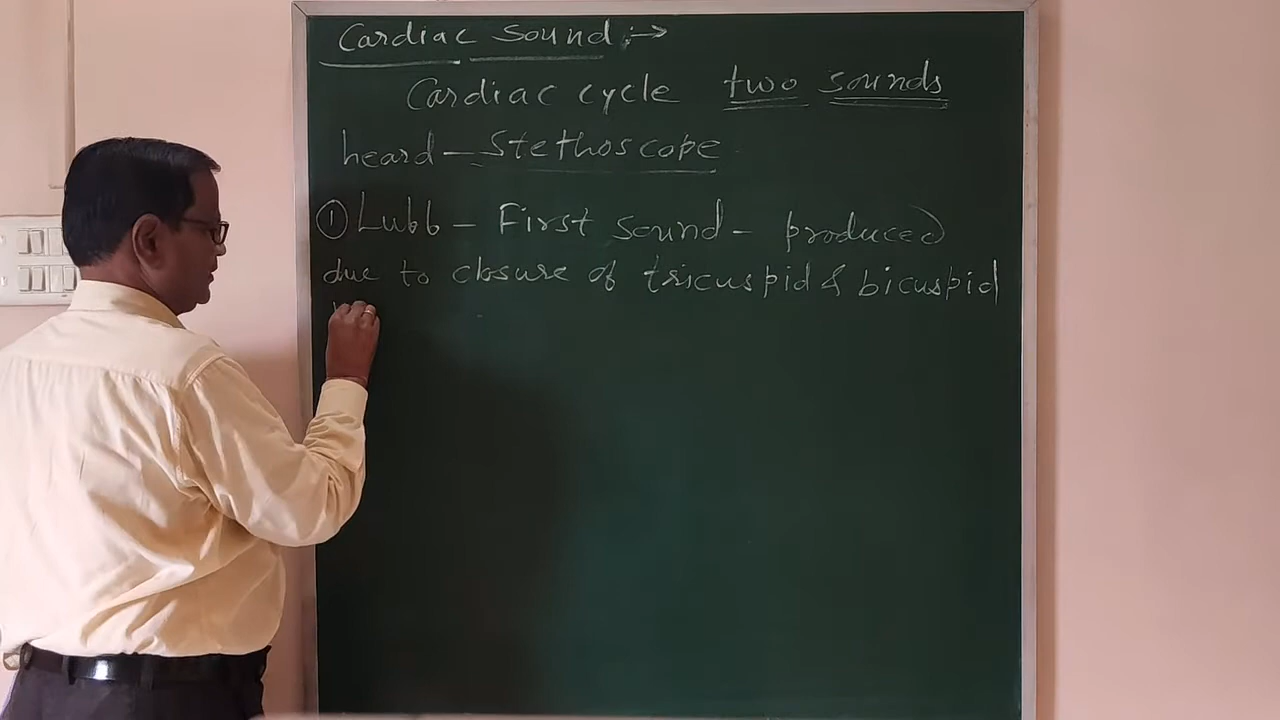 Cardiac Sound :→
Cardiac cycle two sounds
heard - Stethoscope
① Lubb - First sound - produced
due to closure of tricuspid & bicuspid